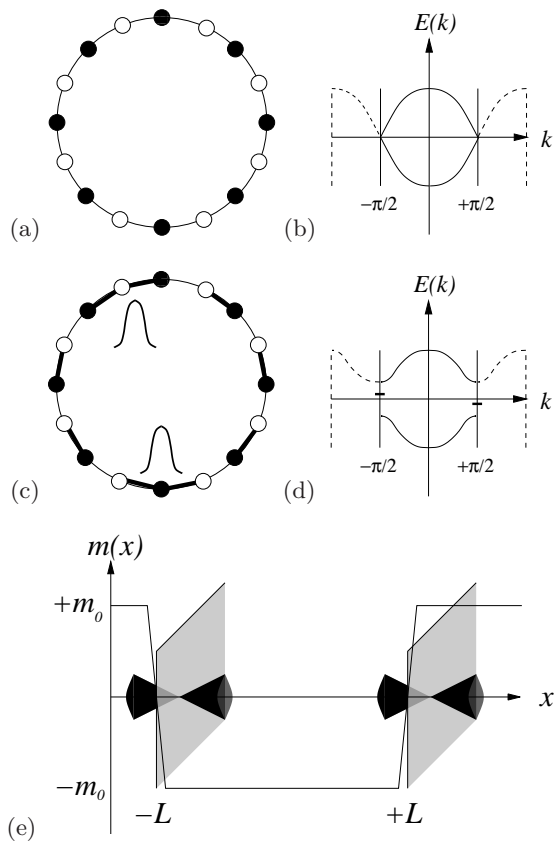 E(k)
k
−π/2 +π/2
(a) (b)
E(k)
k
−π/2 +π/2
(c) (d)
m(x)
+m₀
x
−m₀
−L +L
(e)